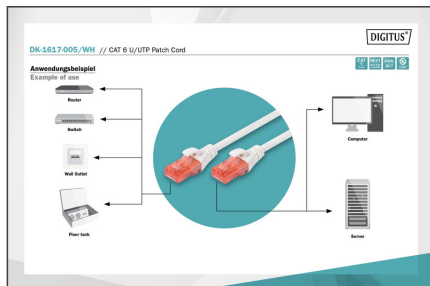 DIGITUS®
DK-1617-005/WH // CAT 6 U/UTP Patch Cord
Anwendungsbeispiel
Example of use
Router
Switch
Wall Outlet
Floor tank
Computer
Server